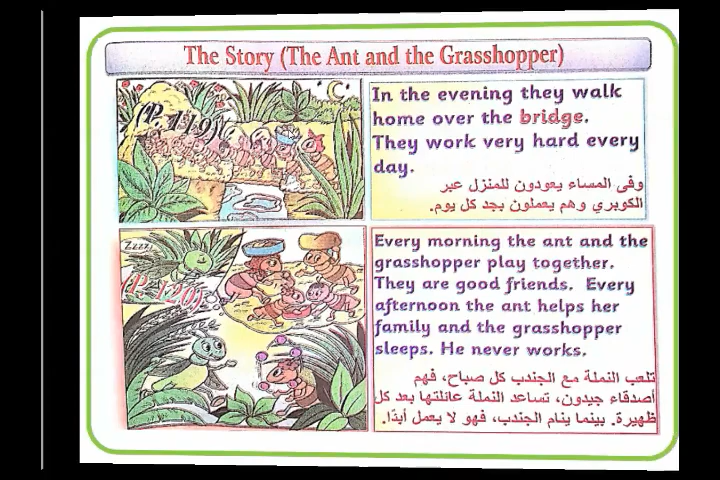 The Story (The Ant and the Grasshopper)
(P. 119)
In the evening they walk
home over the bridge.
They work very hard every
day.
وفى المساء يعودون للمنزل عبر
الكوبري وهم يعملون بجد كل يوم.
Zzzz
(P. 120)
Every morning the ant and the
grasshopper play together.
They are good friends. Every
afternoon the ant helps her
family and the grasshopper
sleeps. He never works.
تلعب النملة مع الجندب كل صباح، فهم
أصدقاء جيدون، تساعد النملة عائلتها بعد كل
ظهيرة. بينما ينام الجندب، فهو لا يعمل أبدًا.